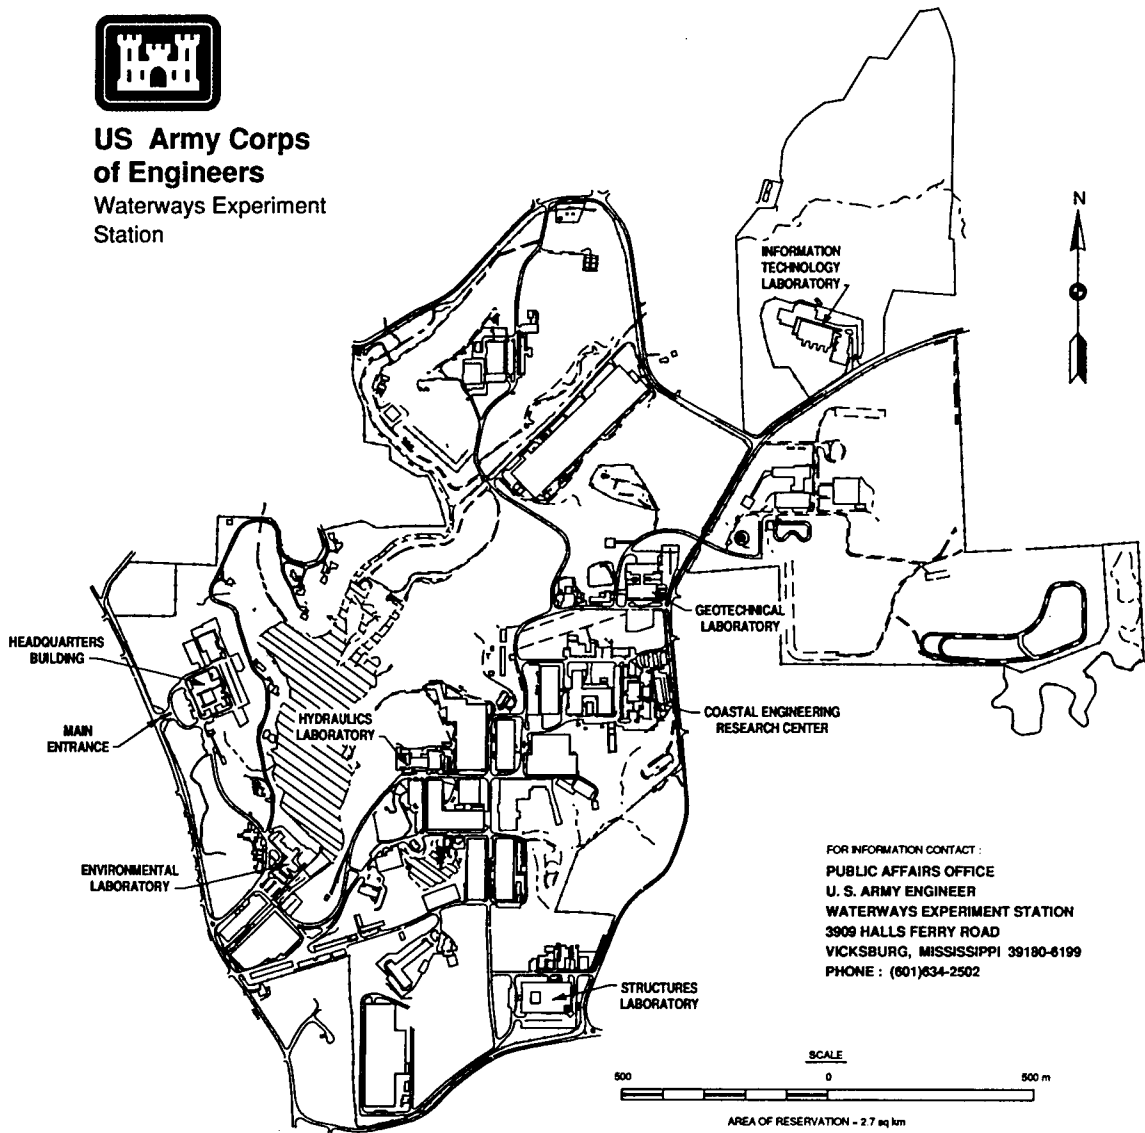 US Army Corps
of Engineers
Waterways Experiment
Station
N
INFORMATION
TECHNOLOGY
LABORATORY
HEADQUARTERS
BUILDING
GEOTECHNICAL
LABORATORY
MAIN
ENTRANCE
HYDRAULICS
LABORATORY
COASTAL ENGINEERING
RESEARCH CENTER
ENVIRONMENTAL
LABORATORY
FOR INFORMATION CONTACT :
PUBLIC AFFAIRS OFFICE
U. S. ARMY ENGINEER
WATERWAYS EXPERIMENT STATION
3909 HALLS FERRY ROAD
VICKSBURG, MISSISSIPPI 39180-6199
PHONE : (601)634-2502
STRUCTURES
LABORATORY
SCALE
500 0 500 m
AREA OF RESERVATION - 2.7 sq km